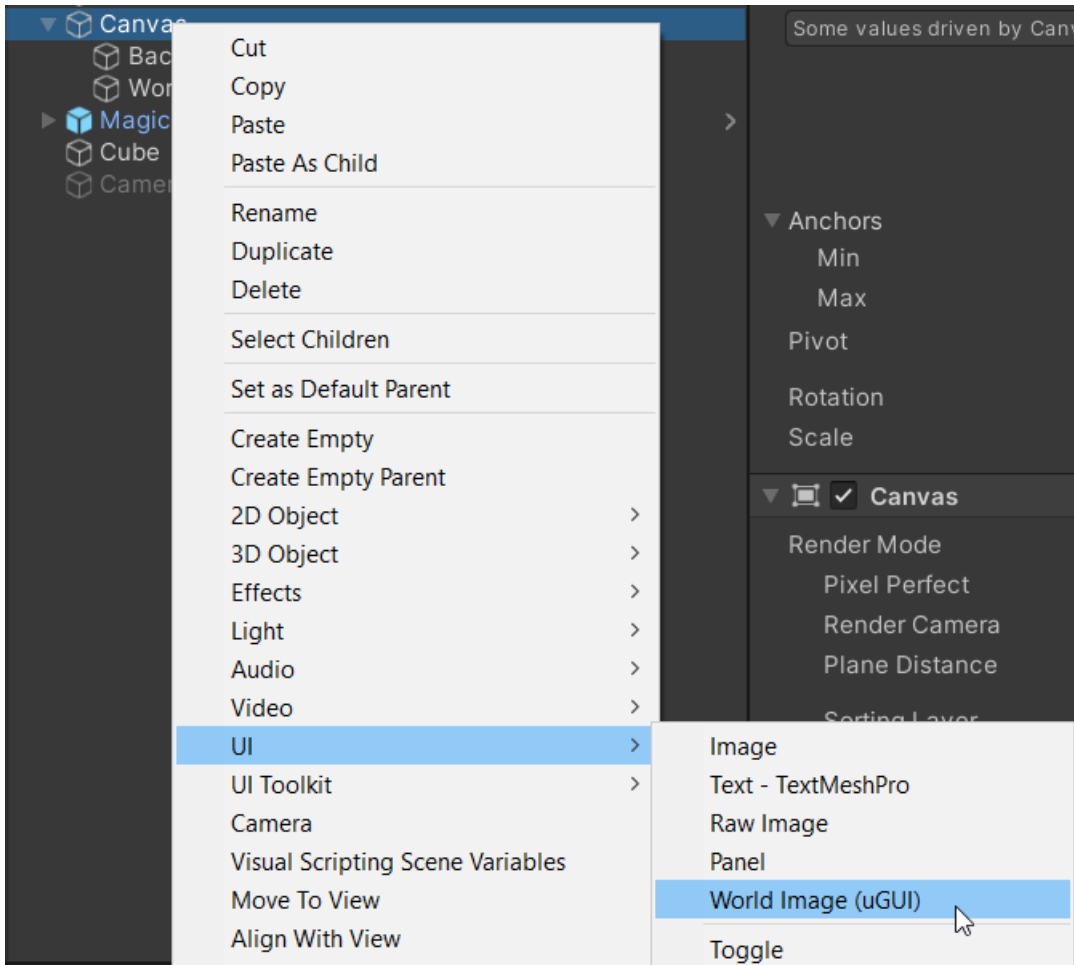 Canvas
Cube
Magic
Cut
Copy
Paste
Paste As Child
Rename
Duplicate
Delete
Select Children
Set as Default Parent
Create Empty
Create Empty Parent
2D Object
3D Object
Effects
Light
Audio
Video
UI
UI Toolkit
Camera
Visual Scripting Scene Variables
Move To View
Align With View
Image
Text - TextMeshPro
Raw Image
Panel
World Image (uGUI)
Toggle
Some values driven by
Anchors
Min
Max
Pivot
Rotation
Scale
Canvas
Render Mode
Pixel Perfect
Render Camera
Plane Distance
Sorting Layer